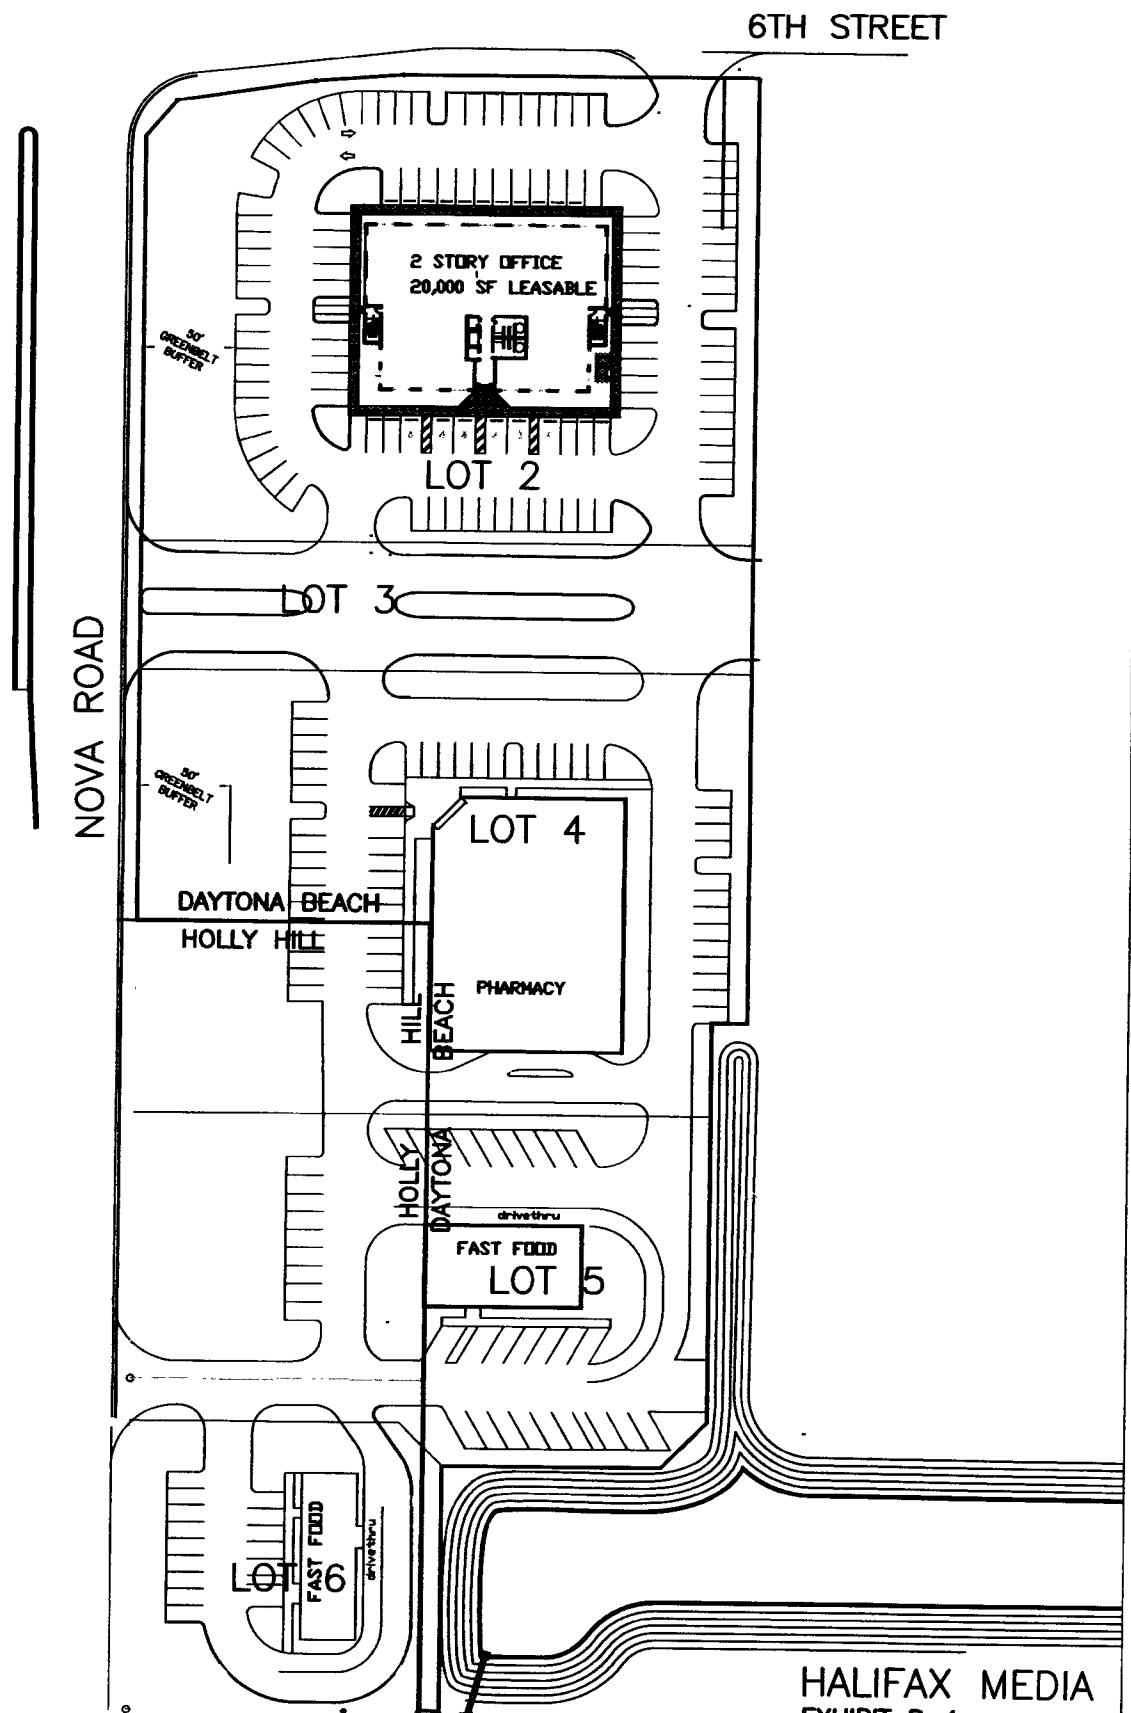 6TH STREET
2 STORY OFFICE
20,000 SF LEASABLE
50'
GREENBELT
BUFFER
LOT 2
LOT 3
NOVA ROAD
50'
GREENBELT
BUFFER
LOT 4
DAYTONA BEACH
HOLLY HILL
PHARMACY
HOLLY HILL
DAYTONA BEACH
drivethru
FAST FOOD
LOT 5
FAST FOOD
drivethru
LOT 6
HALIFAX MEDIA